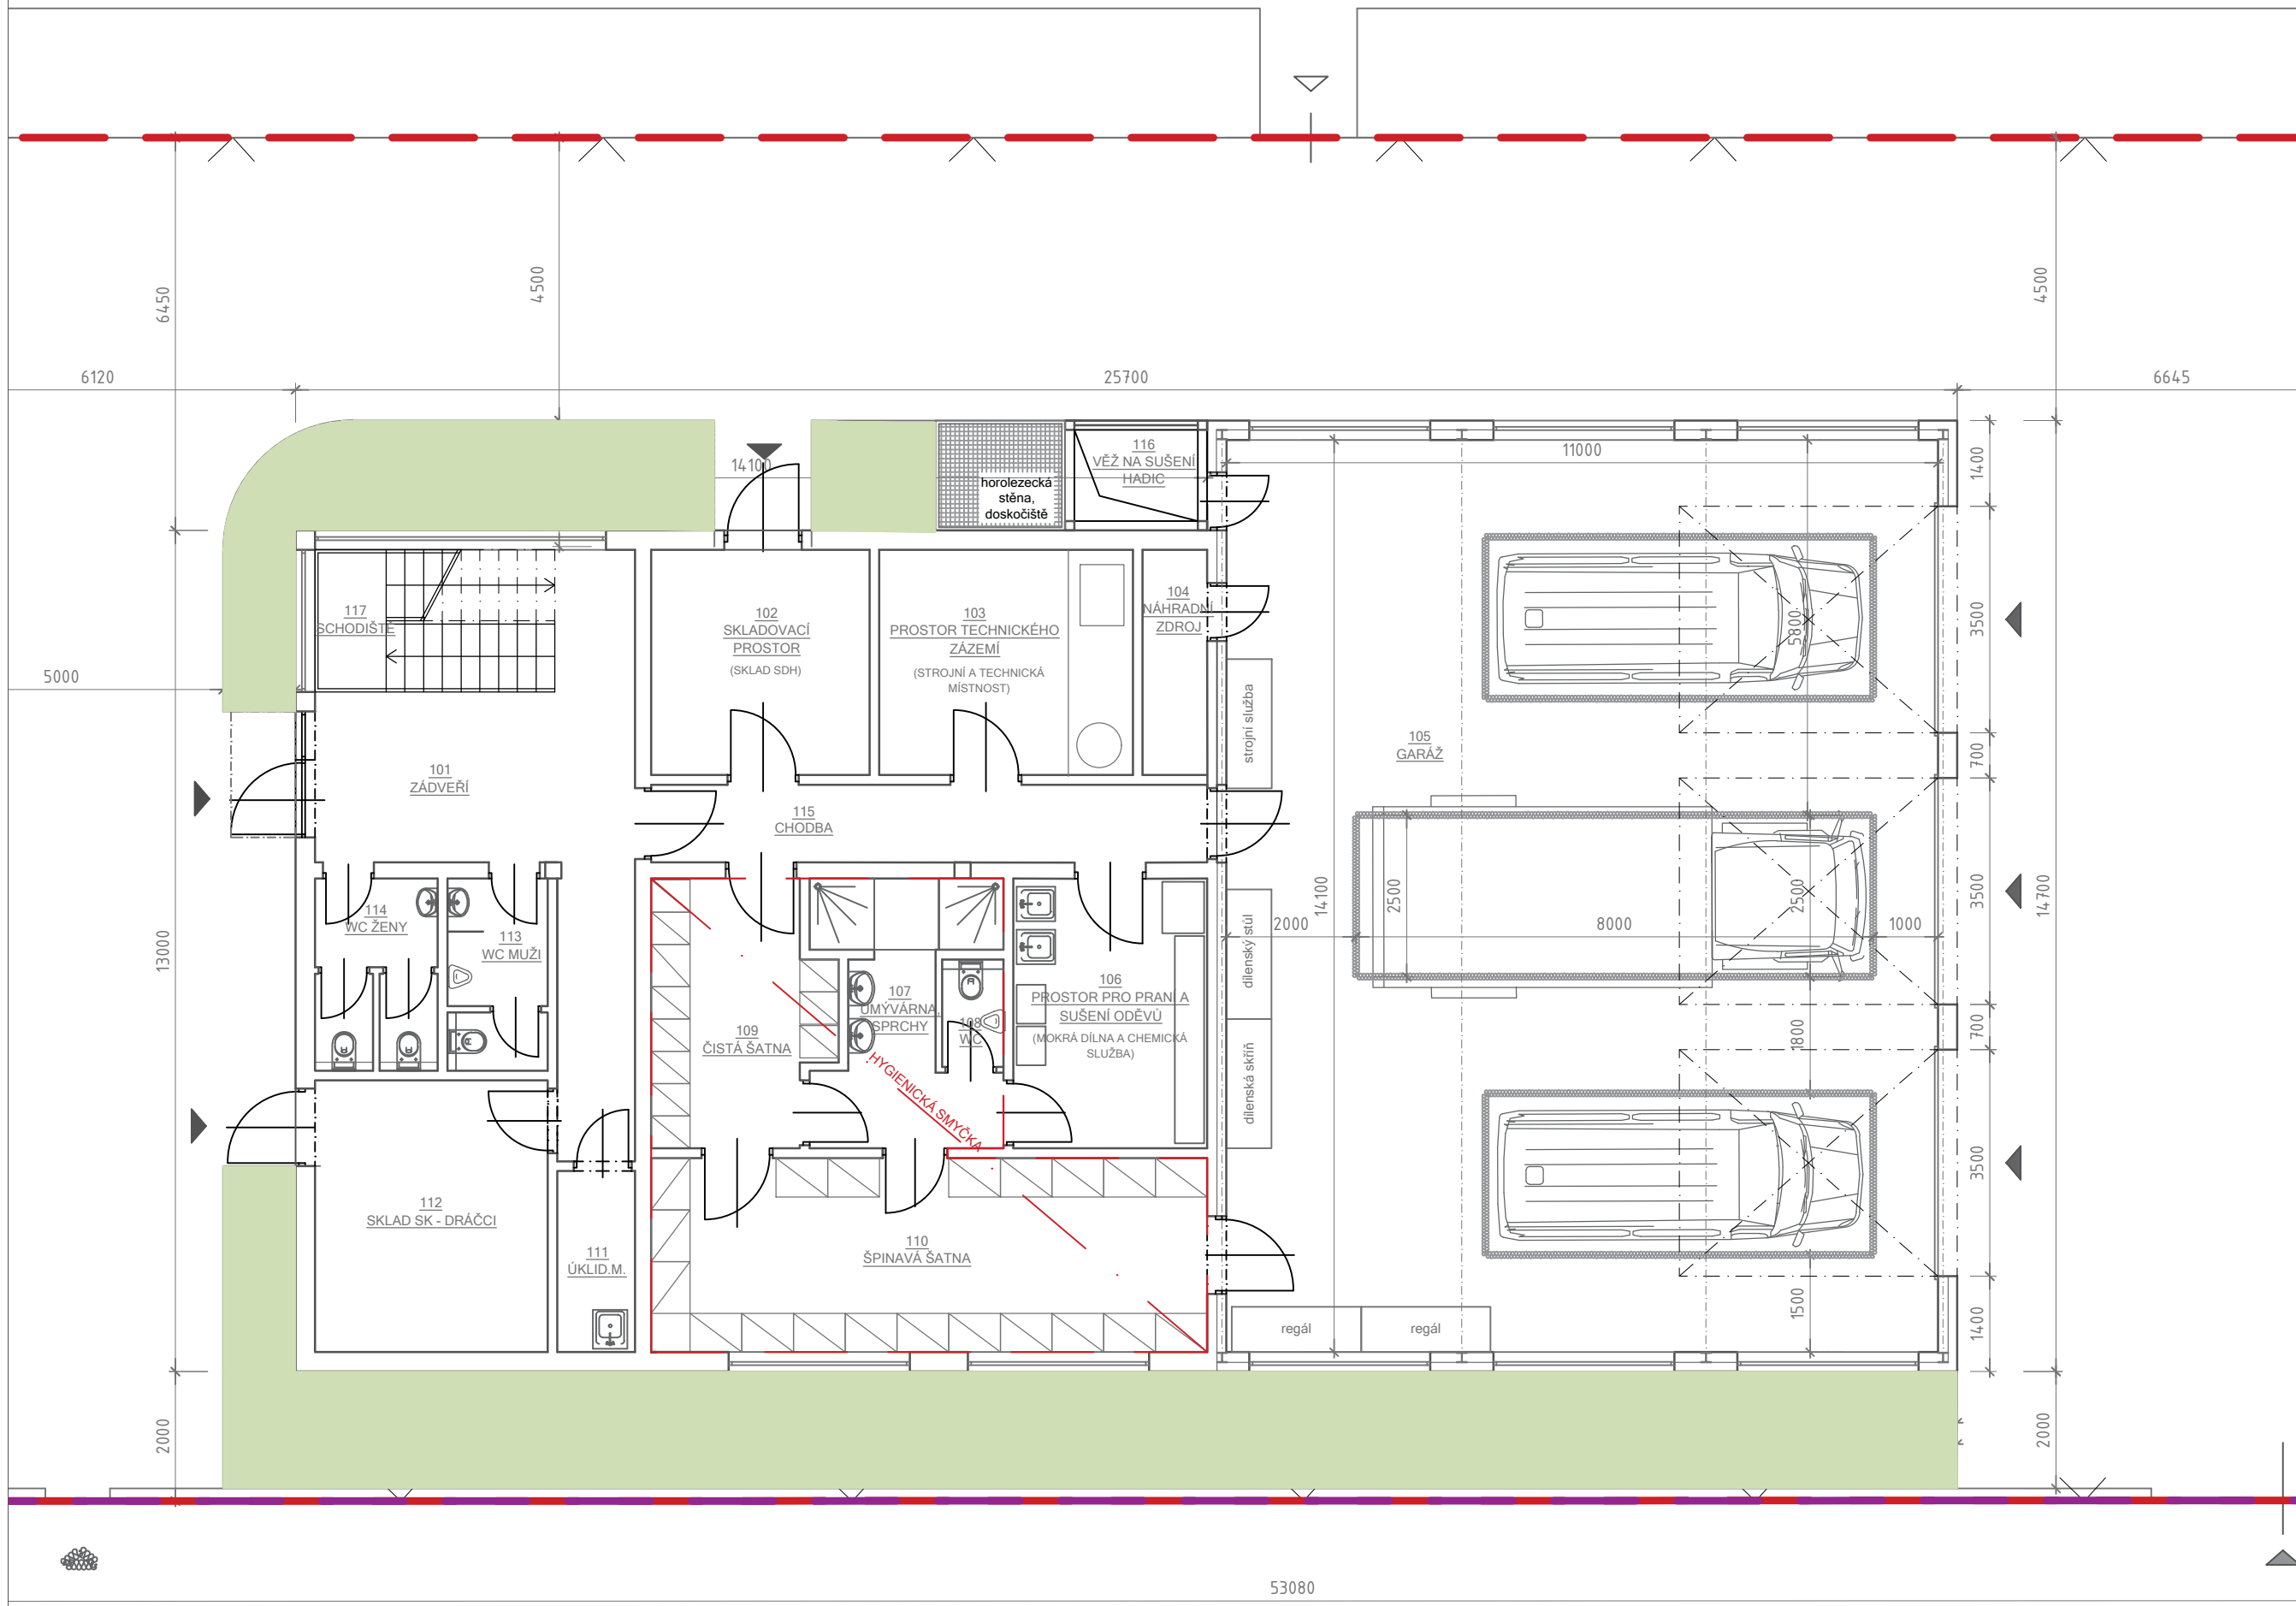 6120
25700
6645
6450
4500
4500
14100
horolezecká
stěna,
doskočiště
116
VĚŽ NA SUŠENÍ
HADIC
11000
1400
117
SCHODIŠTĚ
102
SKLADOVACÍ
PROSTOR
(SKLAD SDH)
103
PROSTOR TECHNICKÉHO
ZÁZEMÍ
(STROJNÍ A TECHNICKÁ
MÍSTNOST)
104
NÁHRADNÍ
ZDROJ
5800
3500
5000
strojní služba
105
GARÁŽ
700
101
ZÁDVEŘÍ
115
CHODBA
13000
114
WC ŽENY
113
WC MUŽI
109
ČISTÁ ŠATNA
107
UMÝVÁRNA,
SPRCHY
108
WC
106
PROSTOR PRO PRANÍ A
SUŠENÍ ODĚVŮ
(MOKRÁ DÍLNA A CHEMICKÁ
SLUŽBA)
HYGIENICKÁ SMYČKA
dílenský stůl
dílenská skříň
2000
14100
2500
8000
2500
1000
3500
14700
1800
700
3500
112
SKLAD SK - DRÁČCI
111
ÚKLID.M.
110
ŠPINAVÁ ŠATNA
regál
regál
1500
1400
2000
2000
53080